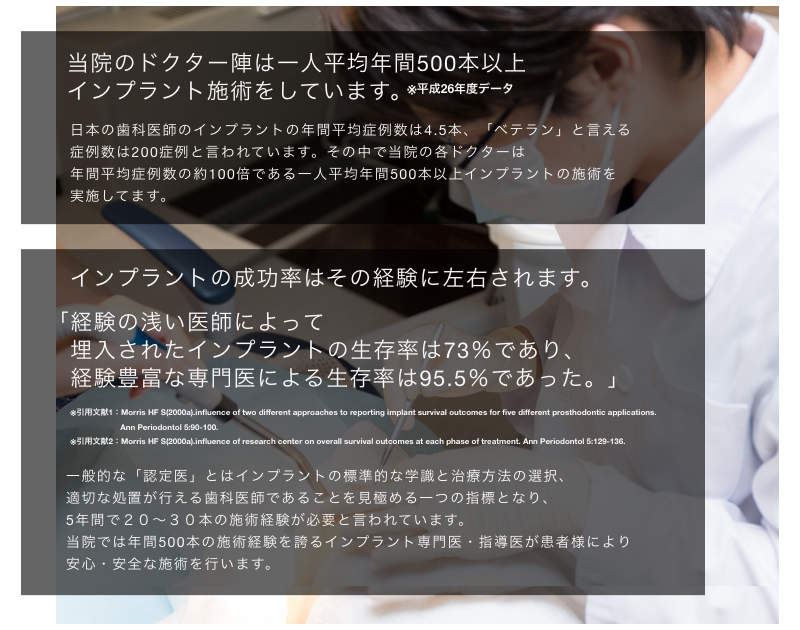 当院のドクター陣は一人平均年間500本以上
インプラント施術をしています。※平成26年度データ
日本の歯科医師のインプラントの年間平均症例数は4.5本、「ベテラン」と言える
症例数は200症例と言われています。その中で当院の各ドクターは
年間平均症例数の約100倍である一人平均年間500本以上インプラントの施術を
実施してます。
インプラントの成功率はその経験に左右されます。
「経験の浅い医師によって
埋入されたインプラントの生存率は73％であり、
経験豊富な専門医による生存率は95.5％であった。」
※引用文献1：Morris HF S(2000a).influence of two different approaches to reporting implant survival outcomes for five different prosthodontic applications.
Ann Periodontol 5:90-100.
※引用文献2：Morris HF S(2000a).influence of research center on overall survival outcomes at each phase of treatment. Ann Periodontol 5:129-136.
一般的な「認定医」とはインプラントの標準的な学識と治療方法の選択、
適切な処置が行える歯科医師であることを見極める一つの指標となり、
5年間で２０〜３０本の施術経験が必要と言われています。
当院では年間500本の施術経験を誇るインプラント専門医・指導医が患者様により
安心・安全な施術を行います。